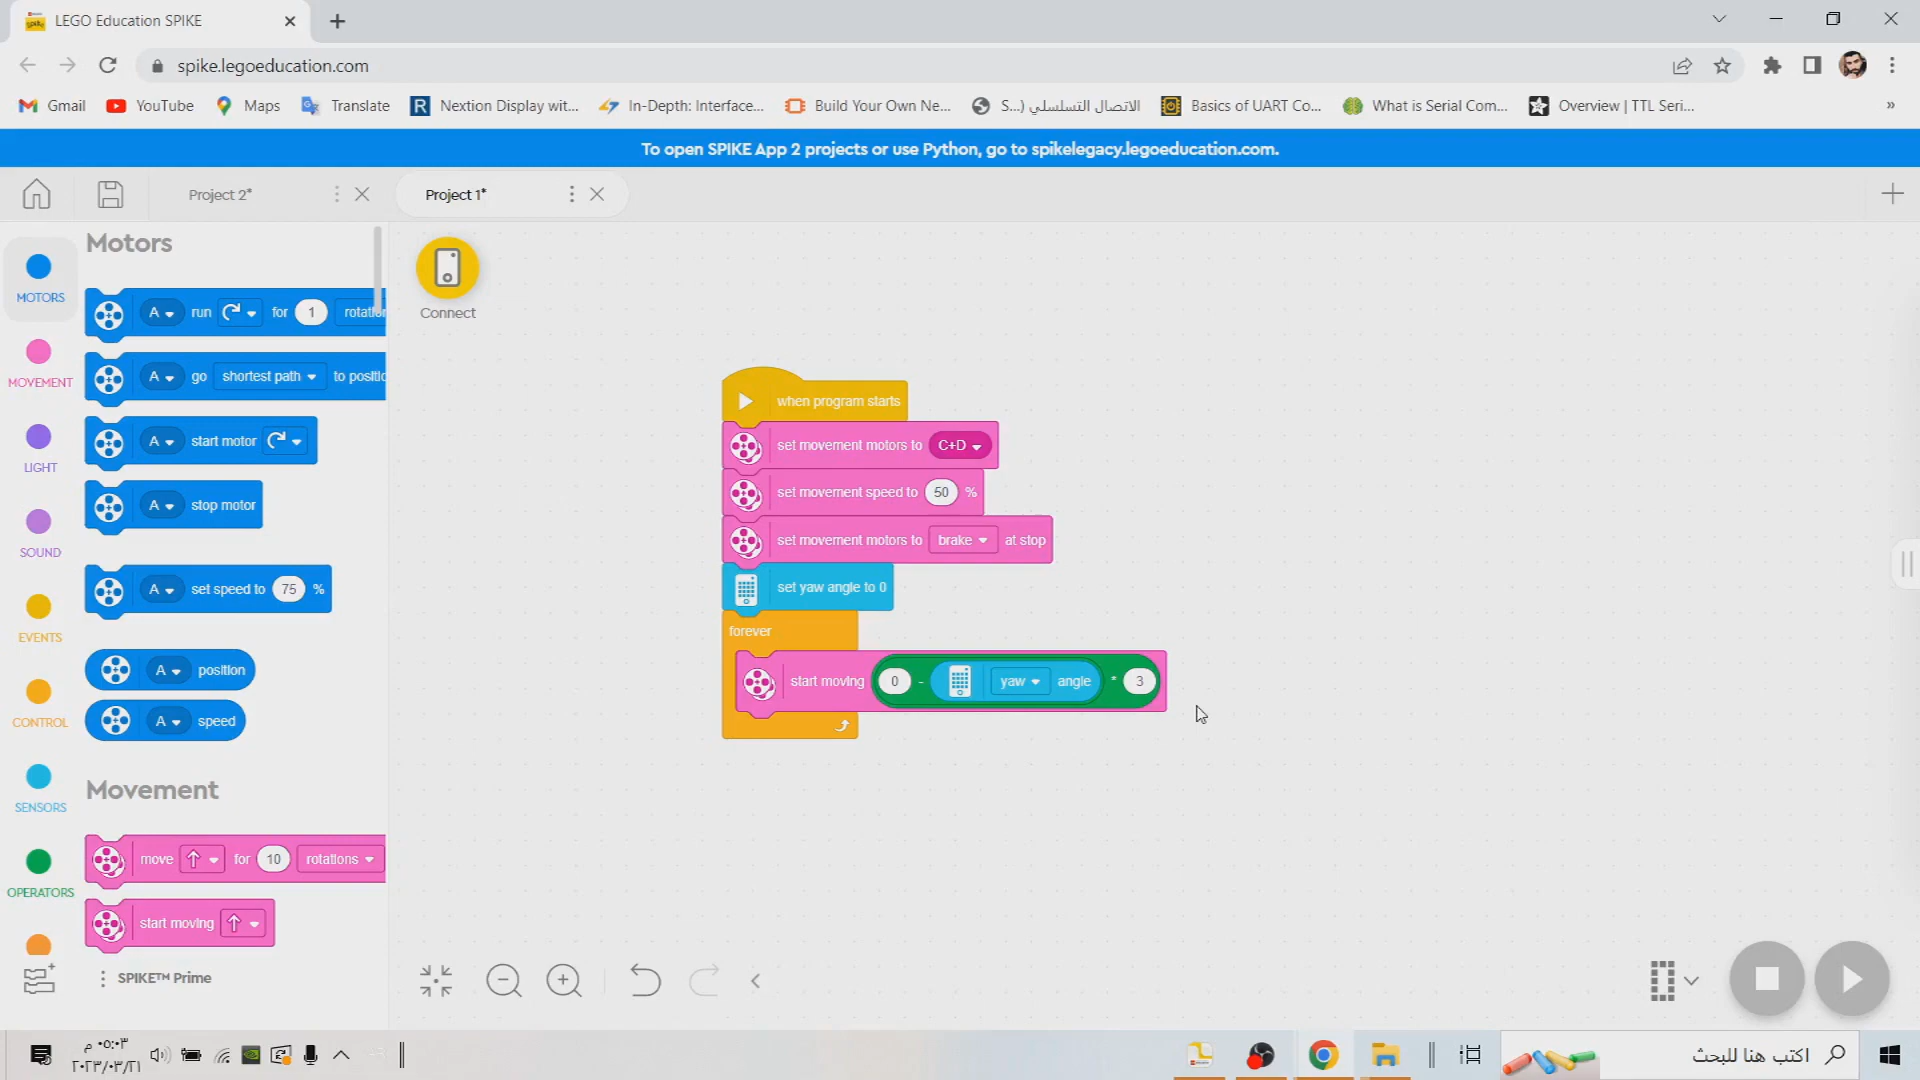 LEGO Education SPIKE
spike.legoeducation.com
Gmail
YouTube
Maps
Translate
Nextion Display wit...
In-Depth: Interface...
Build Your Own Ne...
الاتصال التسلسلي (S...
Basics of UART Co...
What is Serial Com...
Overview | TTL Seri...
»
To open SPIKE App 2 projects or use Python, go to spikelegacy.legoeducation.com.
Project 2*
Project 1*
MOTORS
MOVEMENT
LIGHT
SOUND
EVENTS
CONTROL
SENSORS
OPERATORS
Motors
A run for 1 rotation
A go shortest path to positio
A start motor
A stop motor
A set speed to 75 %
A position
A speed
Movement
move for 10 rotations
start moving
SPIKE™ Prime
Connect
when program starts
set movement motors to C+D
set movement speed to 50 %
set movement motors to brake at stop
set yaw angle to 0
forever
start moving 0 - yaw angle * 3
٠٥:٠٣ م
٢٠٢٣/٠٣/٢١
اكتب هنا للبحث